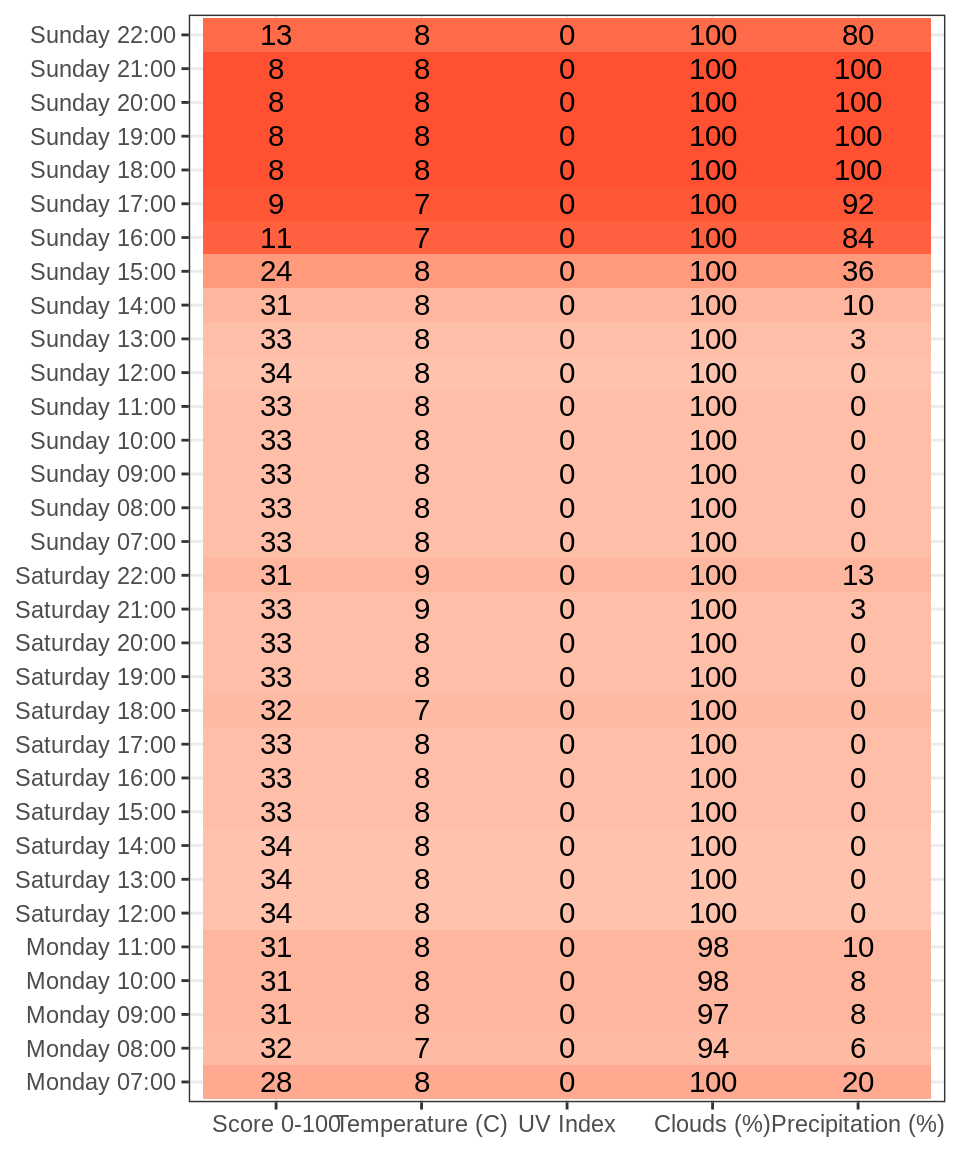 Sunday 22:00 13 8 0 100 80
Sunday 21:00 8 8 0 100 100
Sunday 20:00 8 8 0 100 100
Sunday 19:00 8 8 0 100 100
Sunday 18:00 8 8 0 100 100
Sunday 17:00 9 7 0 100 92
Sunday 16:00 11 7 0 100 84
Sunday 15:00 24 8 0 100 36
Sunday 14:00 31 8 0 100 10
Sunday 13:00 33 8 0 100 3
Sunday 12:00 34 8 0 100 0
Sunday 11:00 33 8 0 100 0
Sunday 10:00 33 8 0 100 0
Sunday 09:00 33 8 0 100 0
Sunday 08:00 33 8 0 100 0
Sunday 07:00 33 8 0 100 0
Saturday 22:00 31 9 0 100 13
Saturday 21:00 33 9 0 100 3
Saturday 20:00 33 8 0 100 0
Saturday 19:00 33 8 0 100 0
Saturday 18:00 32 7 0 100 0
Saturday 17:00 33 8 0 100 0
Saturday 16:00 33 8 0 100 0
Saturday 15:00 33 8 0 100 0
Saturday 14:00 34 8 0 100 0
Saturday 13:00 34 8 0 100 0
Saturday 12:00 34 8 0 100 0
Monday 11:00 31 8 0 98 10
Monday 10:00 31 8 0 98 8
Monday 09:00 31 8 0 97 8
Monday 08:00 32 7 0 94 6
Monday 07:00 28 8 0 100 20
Score 0-100 Temperature (C) UV Index Clouds (%) Precipitation (%)